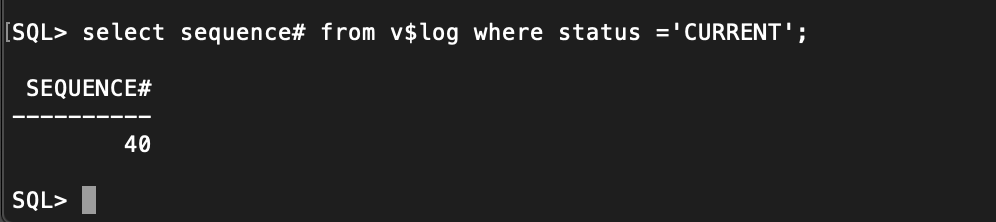 [SQL> select sequence# from v$log where status ='CURRENT';
SEQUENCE#
----------
40
SQL>